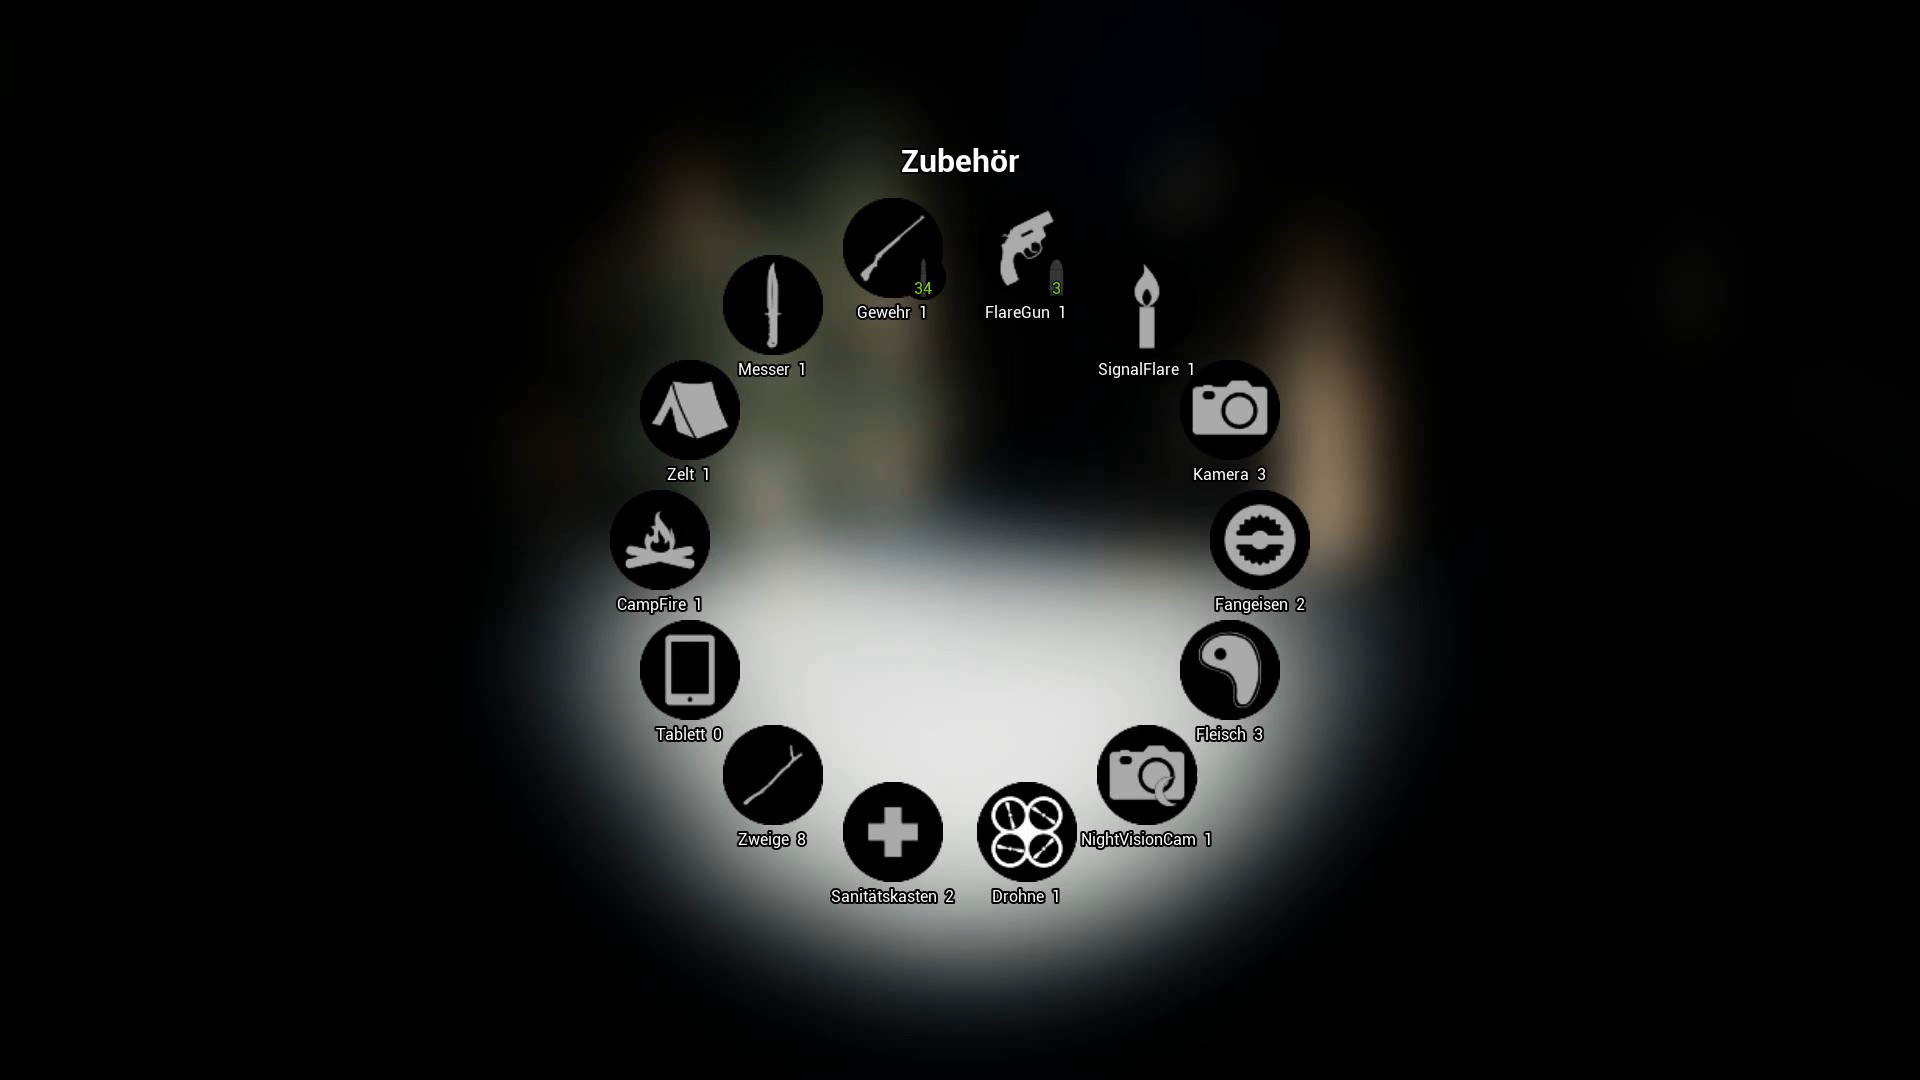 Zubehör
34
3
Gewehr 1
FlareGun 1
Messer 1
SignalFlare 1
Zelt 1
Kamera 3
CampFire 1
Fangeisen 2
Tablett 0
Fleisch 3
Zweige 8
NightVisionCam 1
Sanitätskasten 2
Drohne 1